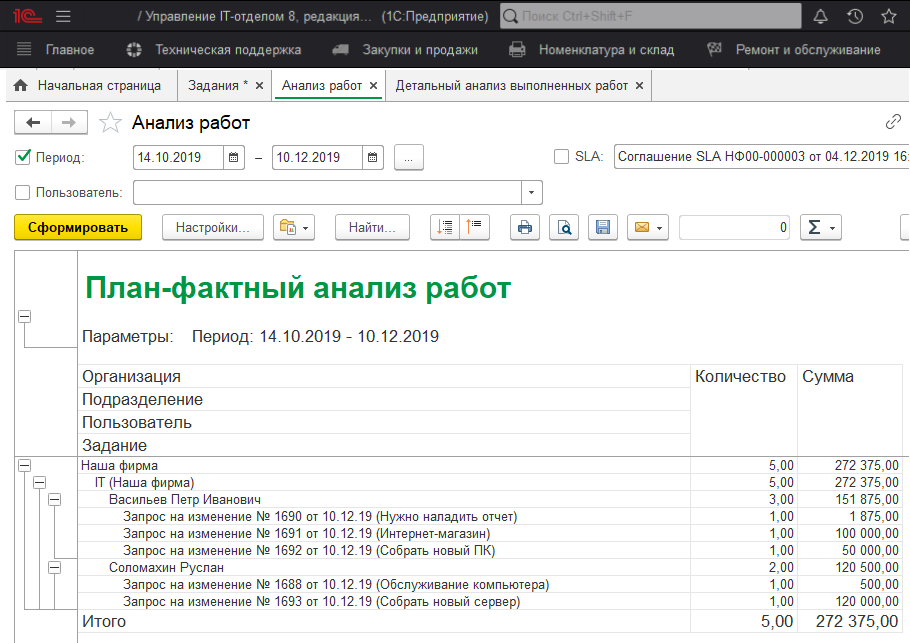 1С / Управление IT-отделом 8, редакция... (1С:Предприятие) Поиск Ctrl+Shift+F
Главное Техническая поддержка Закупки и продажи Номенклатура и склад Ремонт и обслуживание
Начальная страница Задания * × Анализ работ × Детальный анализ выполненных работ ×
Анализ работ
Период: 14.10.2019 – 10.12.2019 ... SLA: Соглашение SLA НФ00-000003 от 04.12.2019 16:
Пользователь:
Сформировать Настройки... Найти... 0 Σ
План-фактный анализ работ
Параметры: Период: 14.10.2019 - 10.12.2019
Организация Количество Сумма
Подразделение
Пользователь
Задание
Наша фирма 5,00 272 375,00
IT (Наша фирма) 5,00 272 375,00
Васильев Петр Иванович 3,00 151 875,00
Запрос на изменение № 1690 от 10.12.19 (Нужно наладить отчет) 1,00 1 875,00
Запрос на изменение № 1691 от 10.12.19 (Интернет-магазин) 1,00 100 000,00
Запрос на изменение № 1692 от 10.12.19 (Собрать новый ПК) 1,00 50 000,00
Соломахин Руслан 2,00 120 500,00
Запрос на изменение № 1688 от 10.12.19 (Обслуживание компьютера) 1,00 500,00
Запрос на изменение № 1693 от 10.12.19 (Собрать новый сервер) 1,00 120 000,00
Итого 5,00 272 375,00